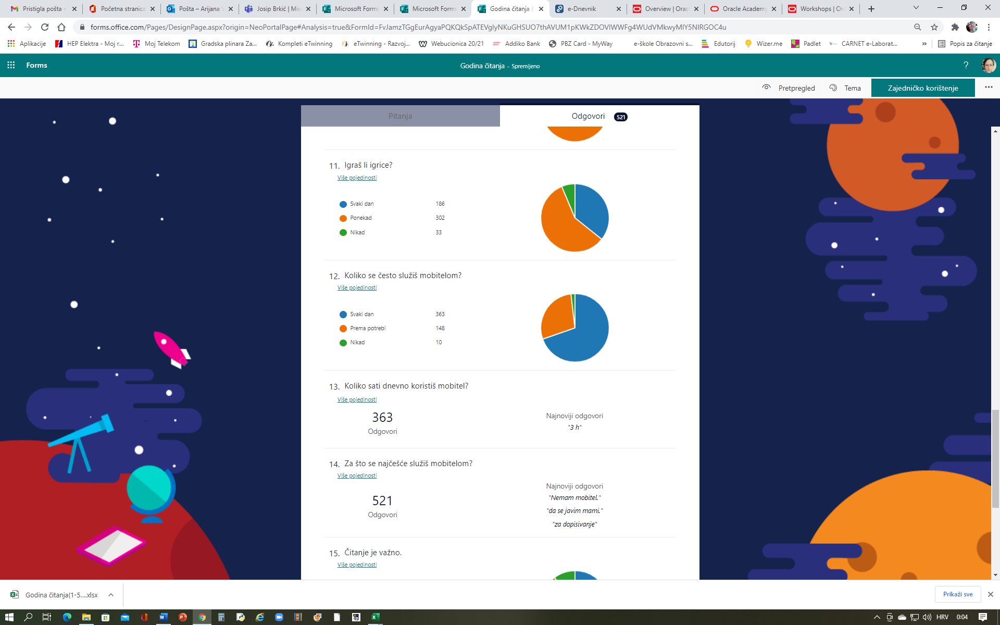 Pristigla pošta -
Početna stranica
Pošta – Arijana V
Josip Brkić | Mic
Microsoft Forms
Microsoft Forms
Godina čitanja (
e-Dnevnik
Overview | Orac
Oracle Academy
Workshops | Or
forms.office.com/Pages/DesignPage.aspx?origin=NeoPortalPage#Analysis=true&FormId=
Aplikacije
HEP Elektra - Moj r...
Moj Telekom
Gradska plinara Za...
Kompleti eTwinning
eTwinning - Razvoj...
Webucionica 20/21
Addiko Bank
PBZ Card - MyWay
e-škole Obrazovni s...
Edutorij
Wizer.me
Padlet
CARNET e-Laborat...
»
Popis za čitanje
Forms
Godina čitanja - Spremljeno
?
Pretpregled
Tema
Zajedničko korištenje
Pitanja
Odgovori 521
11. Igraš li igrice?
Više pojedinosti
Svaki dan 186
Ponekad 302
Nikad 33
12. Koliko se često služiš mobitelom?
Više pojedinosti
Svaki dan 363
Prema potrebi 148
Nikad 10
13. Koliko sati dnevno koristiš mobitel?
Više pojedinosti
363
Odgovori
Najnoviji odgovori
"3 h"
14. Za što se najčešće služiš mobitelom?
Više pojedinosti
521
Odgovori
Najnoviji odgovori
"Nemam mobitel."
"da se javim mami."
"za dopisivanje"
15. Čitanje je važno.
Više pojedinosti
Godina čitanja(1-5....xlsx
Prikaži sve
HRV
0:04